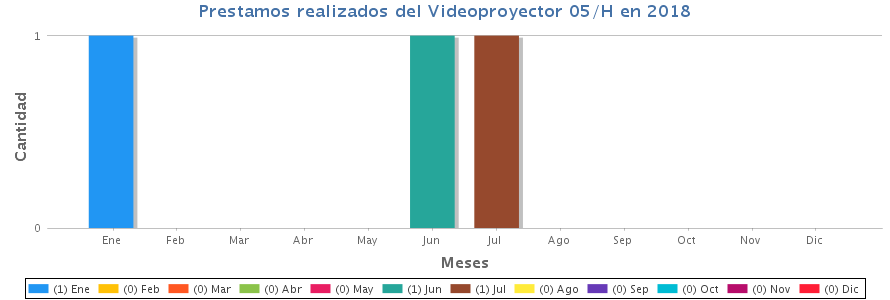 Prestamos realizados del Videoproyector 05/H en 2018
1
Cantidad
0
Ene Feb Mar Abr May Jun Jul Ago Sep Oct Nov Dic
Meses
(1) Ene (0) Feb (0) Mar (0) Abr (0) May (1) Jun (1) Jul (0) Ago (0) Sep (0) Oct (0) Nov (0) Dic